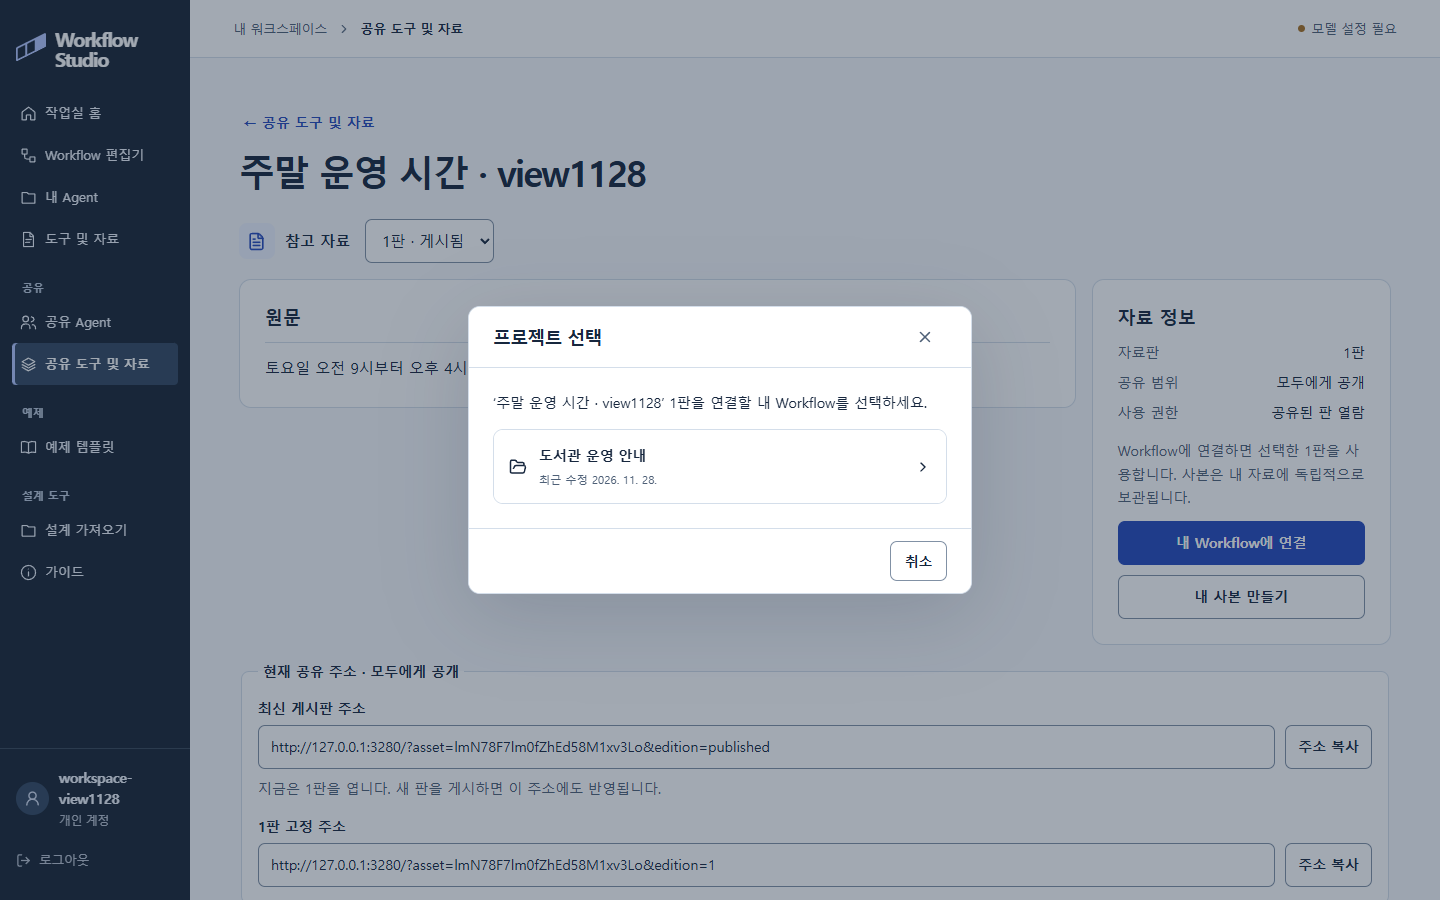 Workflow
Studio
작업실 홈
Workflow 편집기
내 Agent
도구 및 자료
공유
공유 Agent
공유 도구 및 자료
예제
예제 템플릿
설계 도구
설계 가져오기
가이드
workspace-
view1128
개인 계정
로그아웃
내 워크스페이스 > 공유 도구 및 자료
모델 설정 필요
← 공유 도구 및 자료
주말 운영 시간 · view1128
참고 자료
1판 · 게시됨
원문
토요일 오전 9시부터 오후 4시
프로젝트 선택
'주말 운영 시간 · view1128' 1판을 연결할 내 Workflow를 선택하세요.
도서관 운영 안내
최근 수정 2026. 11. 28.
취소
자료 정보
자료판 1판
공유 범위 모두에게 공개
사용 권한 공유된 판 열람
Workflow에 연결하면 선택한 1판을 사
용합니다. 사본은 내 자료에 독립적으로
보관됩니다.
내 Workflow에 연결
내 사본 만들기
현재 공유 주소 · 모두에게 공개
최신 게시판 주소
http://127.0.0.1:3280/?asset=lmN78F7lm0fZhEd58M1xv3Lo&edition=published
주소 복사
지금은 1판을 엽니다. 새 판을 게시하면 이 주소에도 반영됩니다.
1판 고정 주소
http://127.0.0.1:3280/?asset=lmN78F7lm0fZhEd58M1xv3Lo&edition=1
주소 복사